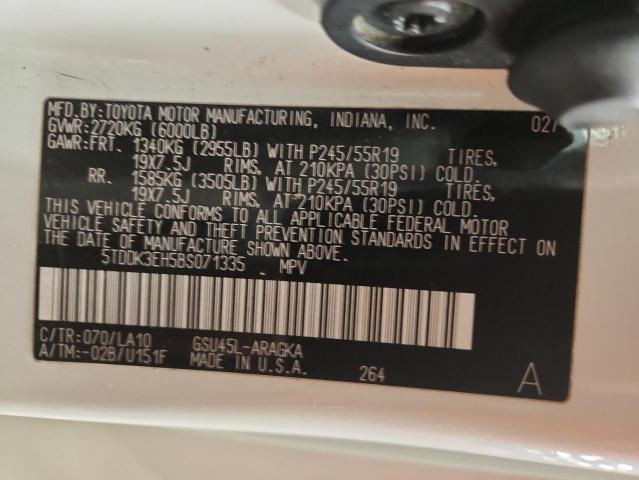 MFD.BY:TOYOTA MOTOR MANUFACTURING, INDIANA, INC. 02/
GVWR:2720KG (6000LB)
GAWR:FRT. 1340KG (2955LB) WITH P245/55R19 TIRES,
19X7.5J RIMS, AT 210KPA (30PSI) COLD.
RR. 1585KG (3505LB) WITH P245/55R19 TIRES,
19X7.5J RIMS, AT 210KPA (30PSI) COLD.
THIS VEHICLE CONFORMS TO ALL APPLICABLE FEDERAL MOTOR
VEHICLE SAFETY AND THEFT PREVENTION STANDARDS IN EFFECT ON
THE DATE OF MANUFACTURE SHOWN ABOVE.
5TDDK3EH5BS071335 MPV
C/TR:070/LA10 GSU45L-ARAGKA
A/TM:-02B/U151F MADE IN U.S.A. 264 A